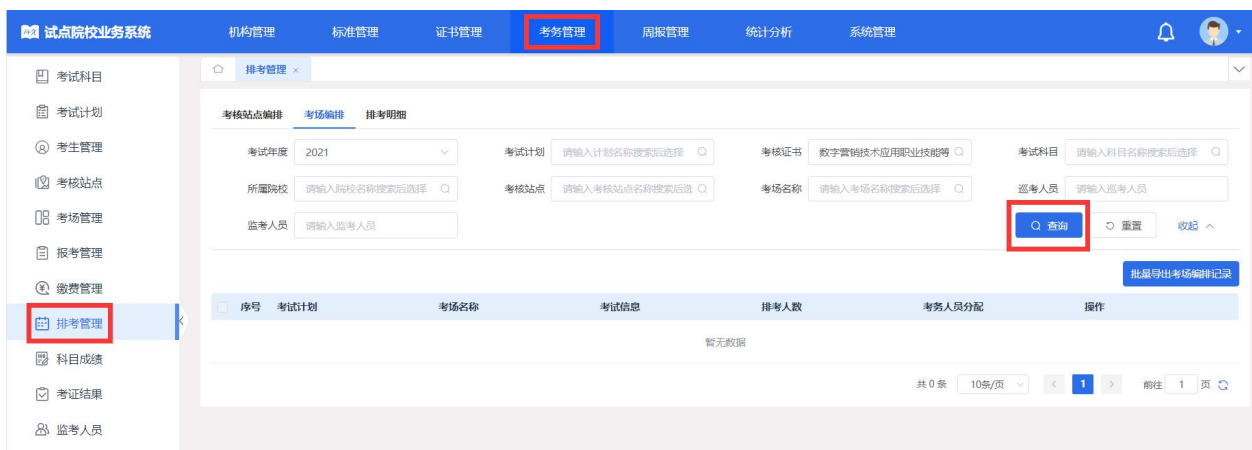 1+X 试点院校业务系统 机构管理 标准管理 证书管理 考务管理 周报管理 统计分析 系统管理
考试科目
考试计划
考生管理
考核站点
考场管理
报考管理
缴费管理
排考管理
科目成绩
考证结果
监考人员
排考管理 ×
考核站点编排 考场编排 排考明细
考试年度 2021 考试计划 请输入计划名称搜索后选择 考核证书 数字营销技术应用职业技能等 考试科目 请输入科目名称搜索后选择
所属院校 请输入院校名称搜索后选择 考核站点 请输入考核站点名称搜索后选 考场名称 请输入考场名称搜索后选择 巡考人员 请输入巡考人员
监考人员 请输入监考人员 查询 重置 收起
批量导出考场编排记录
序号 考试计划 考场名称 考试信息 排考人数 考务人员分配 操作
暂无数据
共 0 条 10条/页 < 1 > 前往 1 页